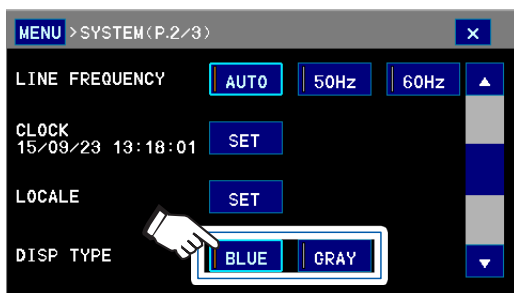 MENU >SYSTEM(P.2/3) ×
LINE FREQUENCY AUTO 50Hz 60Hz ▲
CLOCK
15/09/23 13:18:01 SET
LOCALE SET
DISP TYPE BLUE GRAY ▼